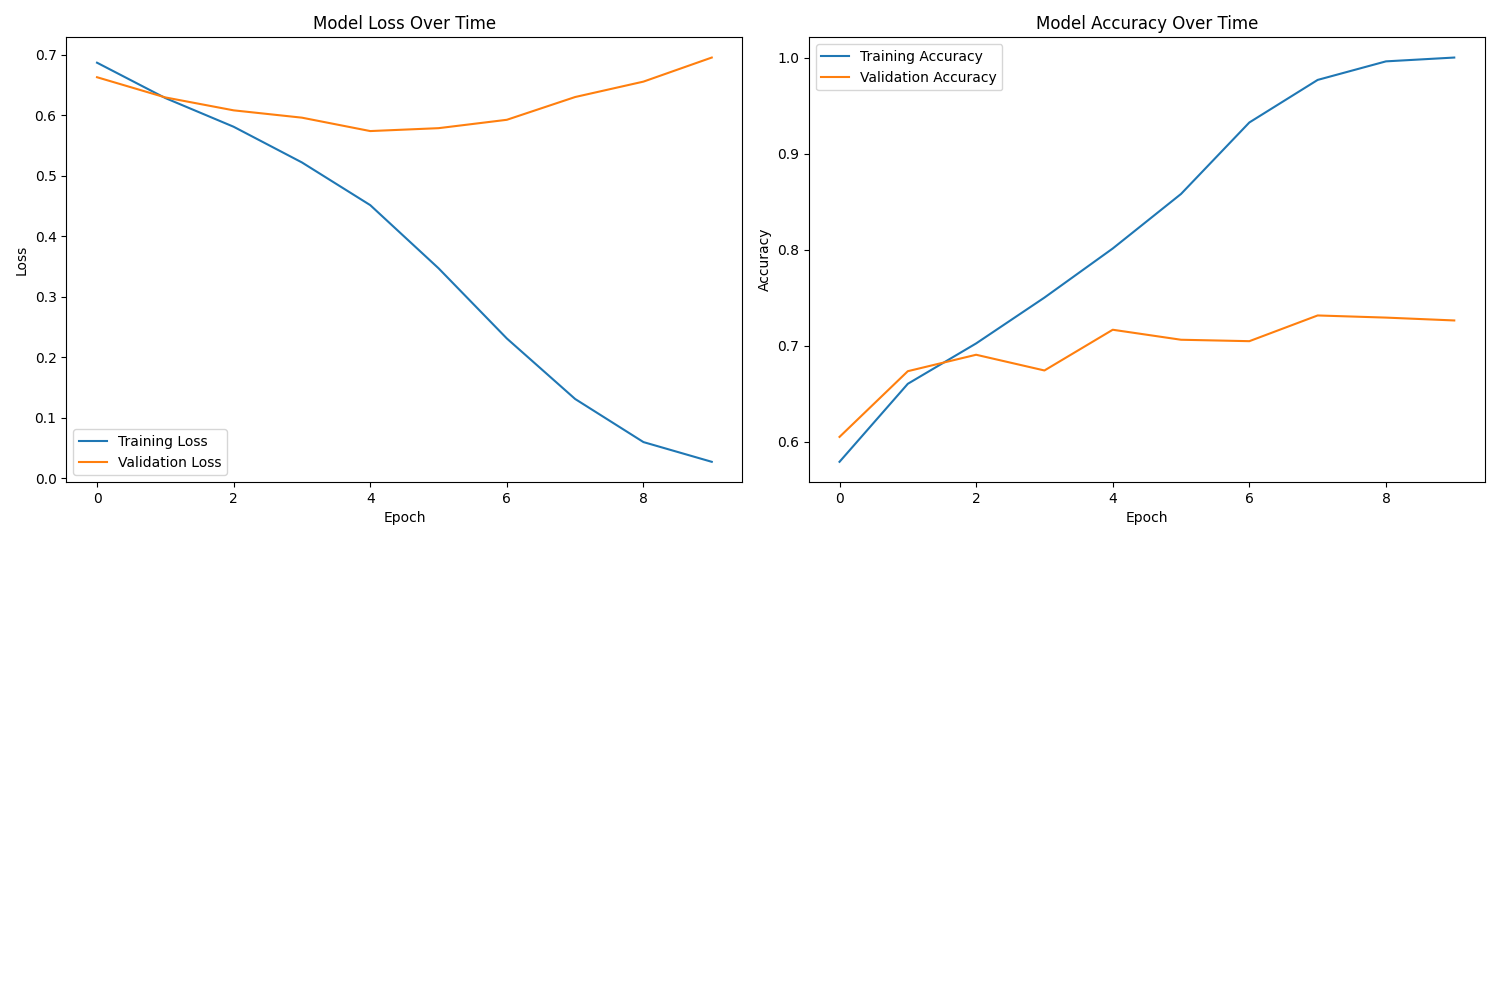 Model Loss Over Time
0.7
0.6
0.5
0.4
0.3
0.2
0.1
0.0
Loss
Training Loss
Validation Loss
0 2 4 6 8
Epoch
Model Accuracy Over Time
Training Accuracy
Validation Accuracy
1.0
0.9
0.8
0.7
0.6
Accuracy
0 2 4 6 8
Epoch